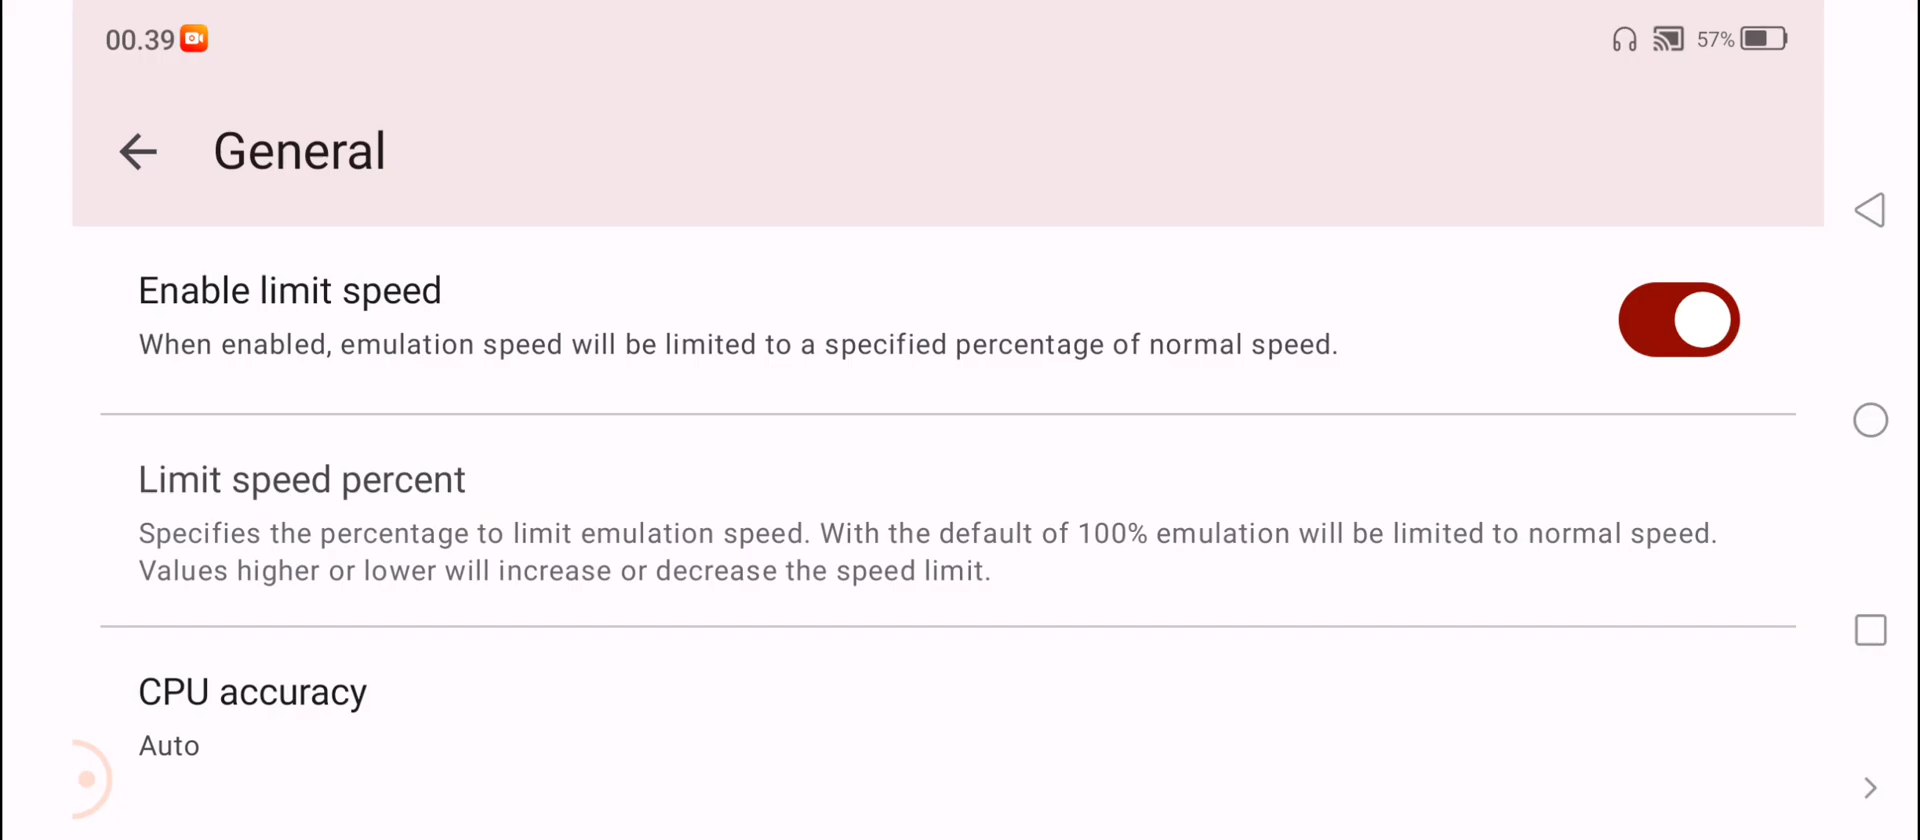 00.39
57%
General
Enable limit speed
When enabled, emulation speed will be limited to a specified percentage of normal speed.
Limit speed percent
Specifies the percentage to limit emulation speed. With the default of 100% emulation will be limited to normal speed.
Values higher or lower will increase or decrease the speed limit.
CPU accuracy
Auto